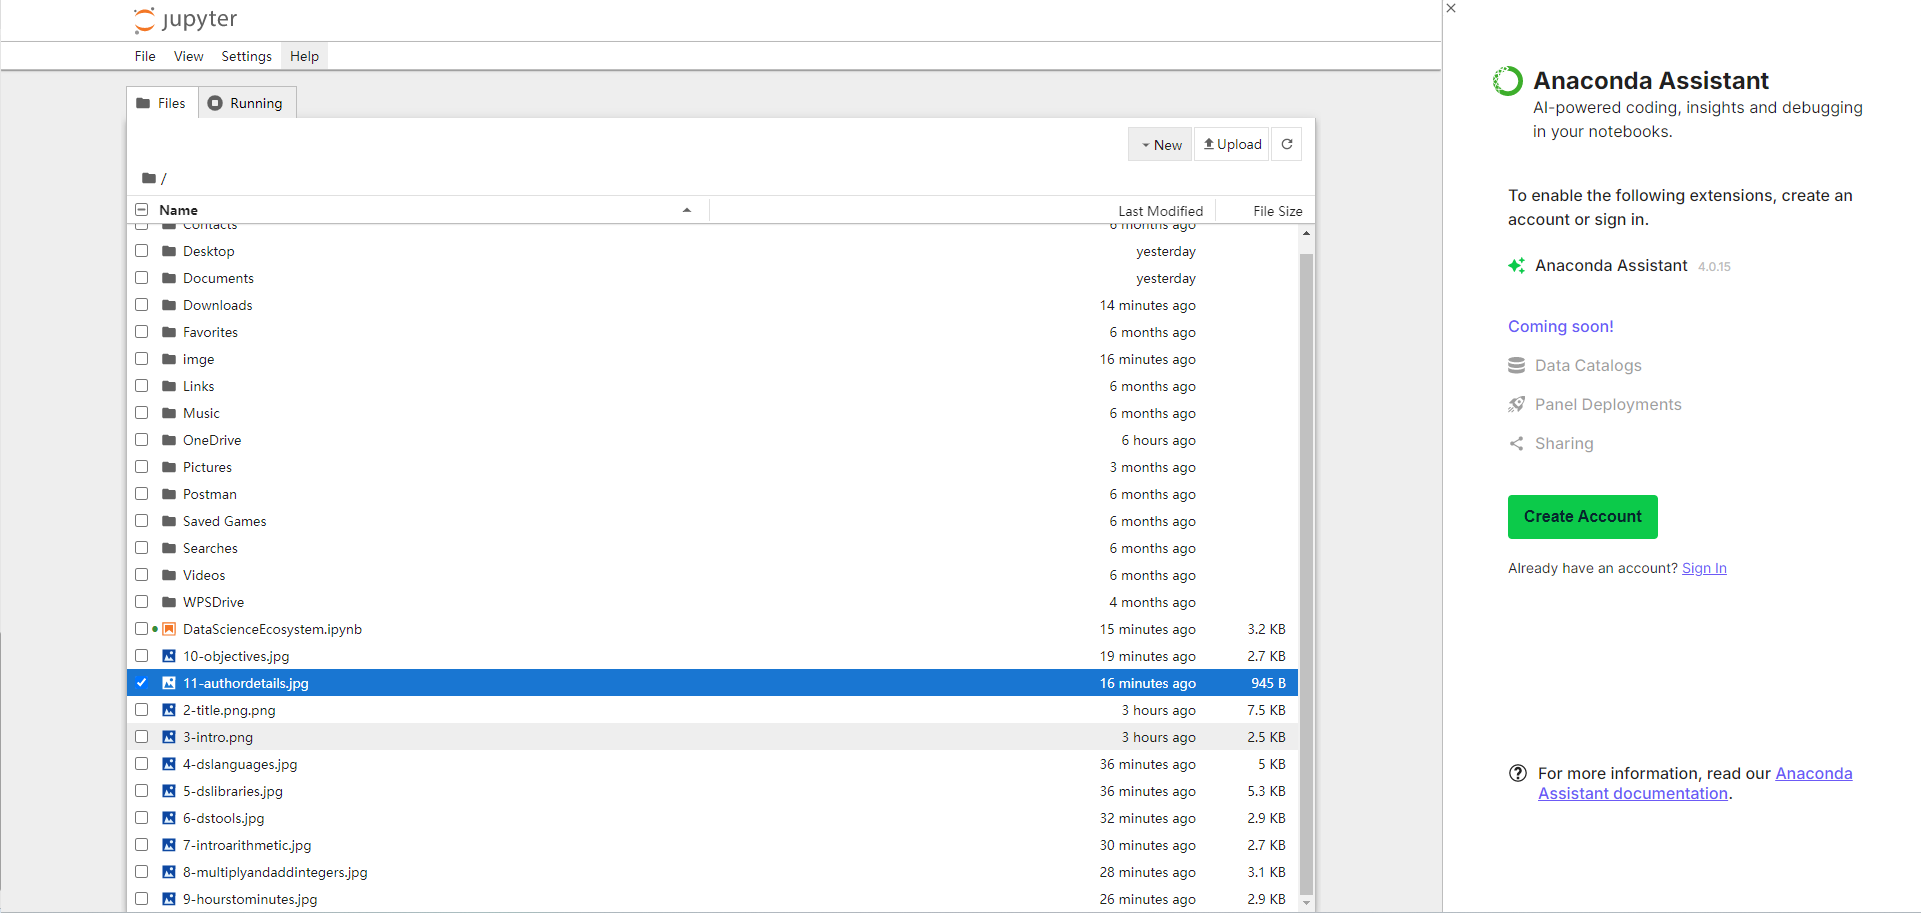 jupyter
File View Settings Help
Files Running
New Upload
/
Name Last Modified File Size
Contacts 6 months ago
Desktop yesterday
Documents yesterday
Downloads 14 minutes ago
Favorites 6 months ago
imge 16 minutes ago
Links 6 months ago
Music 6 months ago
OneDrive 6 hours ago
Pictures 3 months ago
Postman 6 months ago
Saved Games 6 months ago
Searches 6 months ago
Videos 6 months ago
WPSDrive 4 months ago
DataScienceEcosystem.ipynb 15 minutes ago 3.2 KB
10-objectives.jpg 19 minutes ago 2.7 KB
11-authordetails.jpg 16 minutes ago 945 B
2-title.png.png 3 hours ago 7.5 KB
3-intro.png 3 hours ago 2.5 KB
4-dslanguages.jpg 36 minutes ago 5 KB
5-dslibraries.jpg 36 minutes ago 5.3 KB
6-dstools.jpg 32 minutes ago 2.9 KB
7-introarithmetic.jpg 30 minutes ago 2.7 KB
8-multiplyandaddintegers.jpg 28 minutes ago 3.1 KB
9-hourstominutes.jpg 26 minutes ago 2.9 KB
Anaconda Assistant
AI-powered coding, insights and debugging
in your notebooks.
To enable the following extensions, create an
account or sign in.
Anaconda Assistant 4.0.15
Coming soon!
Data Catalogs
Panel Deployments
Sharing
Create Account
Already have an account? Sign In
For more information, read our Anaconda
Assistant documentation.